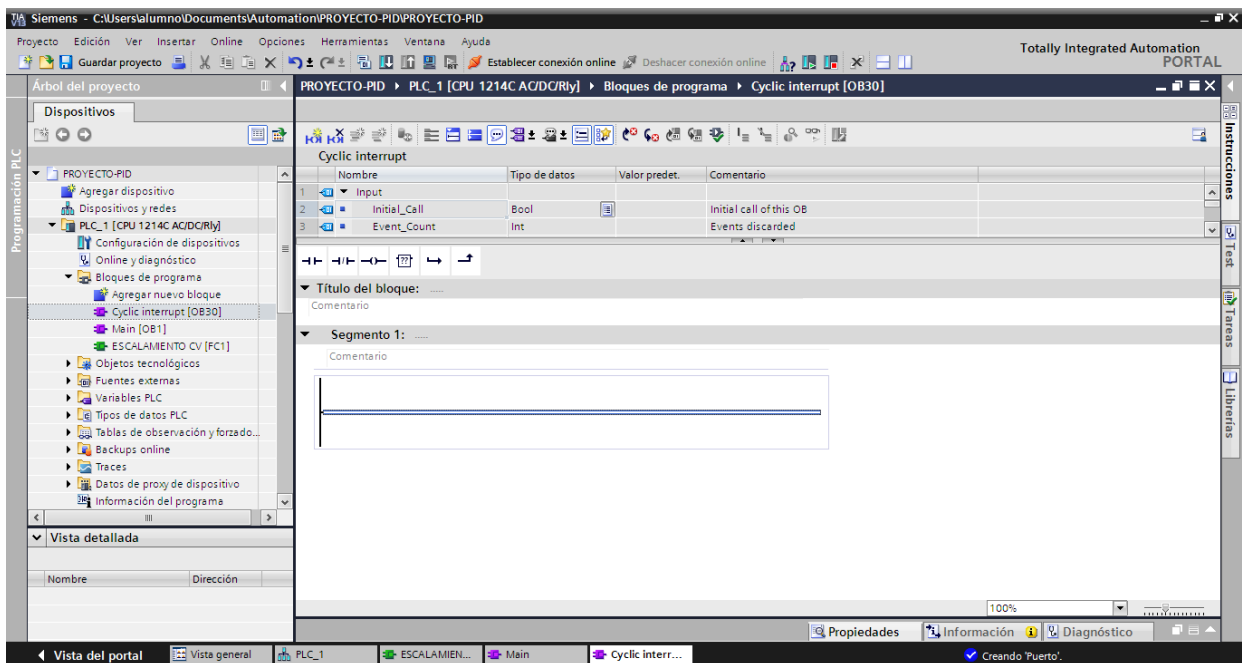 Siemens - C:\Users\alumno\Documents\Automation\PROYECTO-PID\PROYECTO-PID
Proyecto Edición Ver Insertar Online Opciones Herramientas Ventana Ayuda
Guardar proyecto Establecer conexión online Deshacer conexión online
Totally Integrated Automation
PORTAL
Árbol del proyecto
PROYECTO-PID PLC_1 [CPU 1214C AC/DC/Rly] Bloques de programa Cyclic interrupt [OB30]
Dispositivos
Programación PLC
PROYECTO-PID
Agregar dispositivo
Dispositivos y redes
PLC_1 [CPU 1214C AC/DC/Rly]
Configuración de dispositivos
Online y diagnóstico
Bloques de programa
Agregar nuevo bloque
Cyclic interrupt [OB30]
Main [OB1]
ESCALAMIENTO CV [FC1]
Objetos tecnológicos
Fuentes externas
Variables PLC
Tipos de datos PLC
Tablas de observación y forzado...
Backups online
Traces
Datos de proxy de dispositivo
Información del programa
Vista detallada
Nombre Dirección
Cyclic interrupt
Nombre Tipo de datos Valor predet. Comentario
1 Input
2 Initial_Call Bool Initial call of this OB
3 Event_Count Int Events discarded
??
Título del bloque: .....
Comentario
Segmento 1: .....
Comentario
100%
Propiedades Información Diagnóstico
Instrucciones
Test
Tareas
Librerías
Vista del portal Vista general PLC_1 ESCALAMIEN... Main Cyclic interr... Creando 'Puerto'.